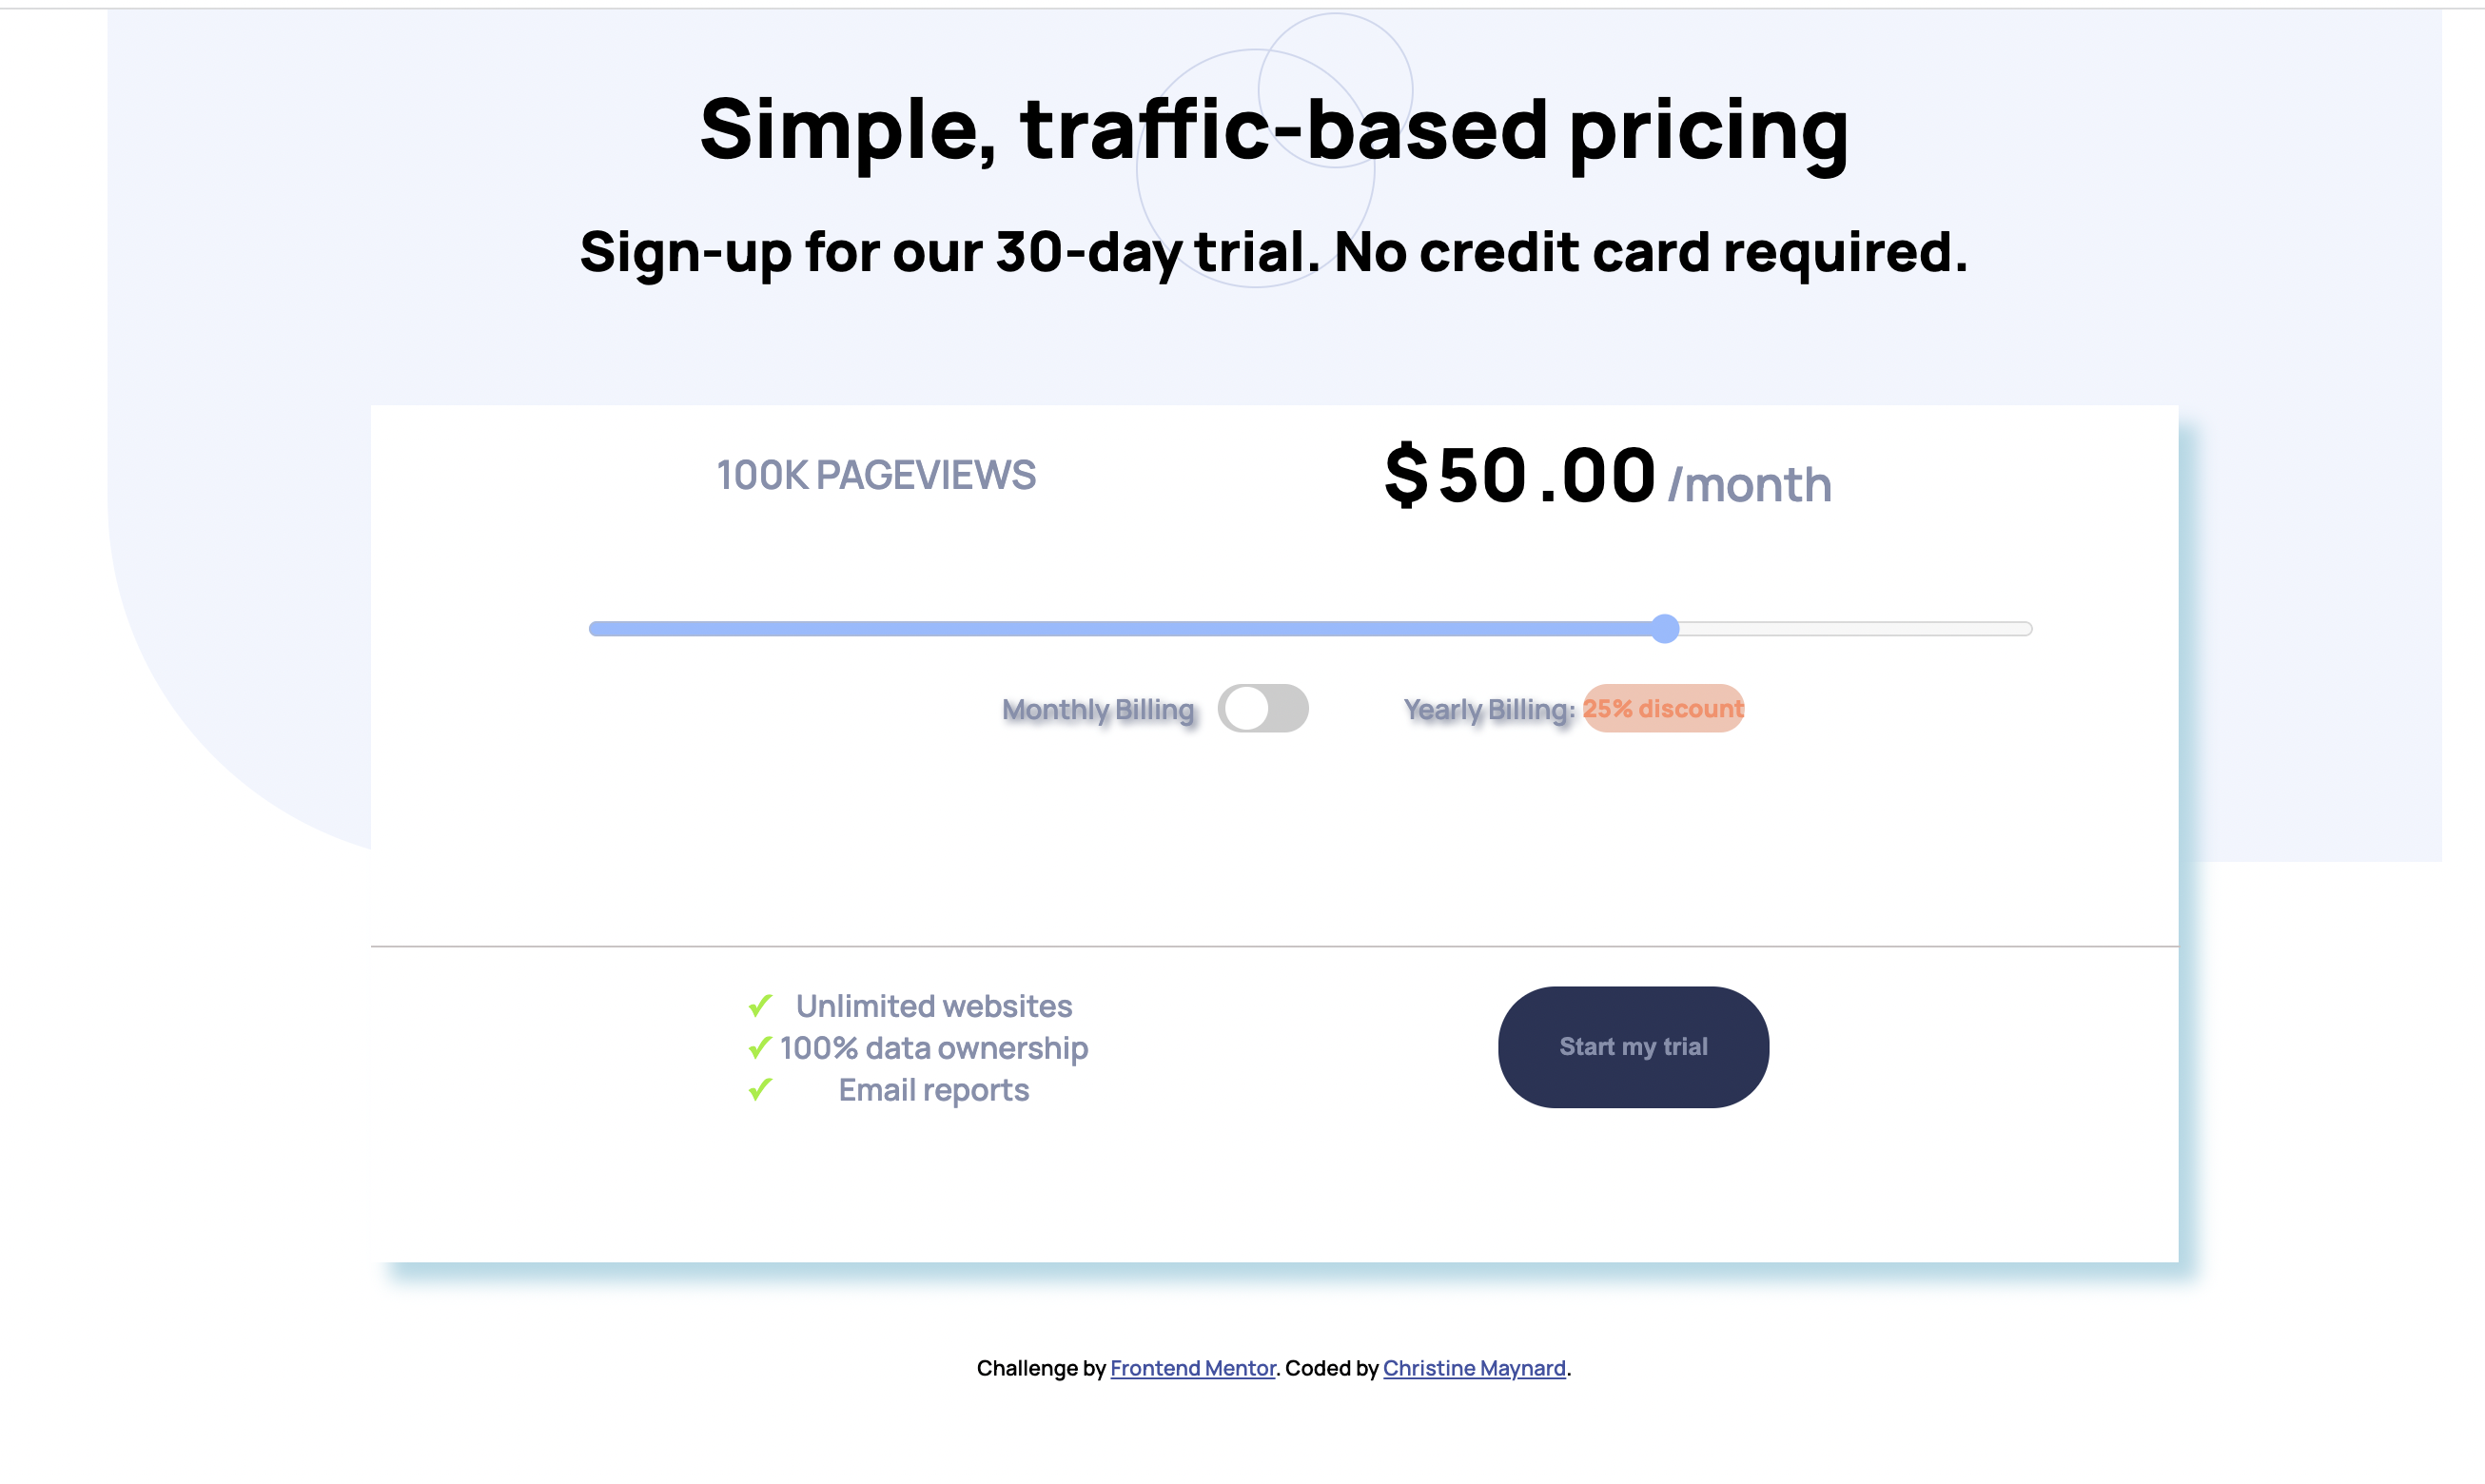 Simple, traffic-based pricing
Sign-up for our 30-day trial. No credit card required.
100K PAGEVIEWS
$50.00/month
Monthly Billing
Yearly Billing: 25% discount
Unlimited websites
100% data ownership
Email reports
Start my trial
Challenge by Frontend Mentor. Coded by Christine Maynard.